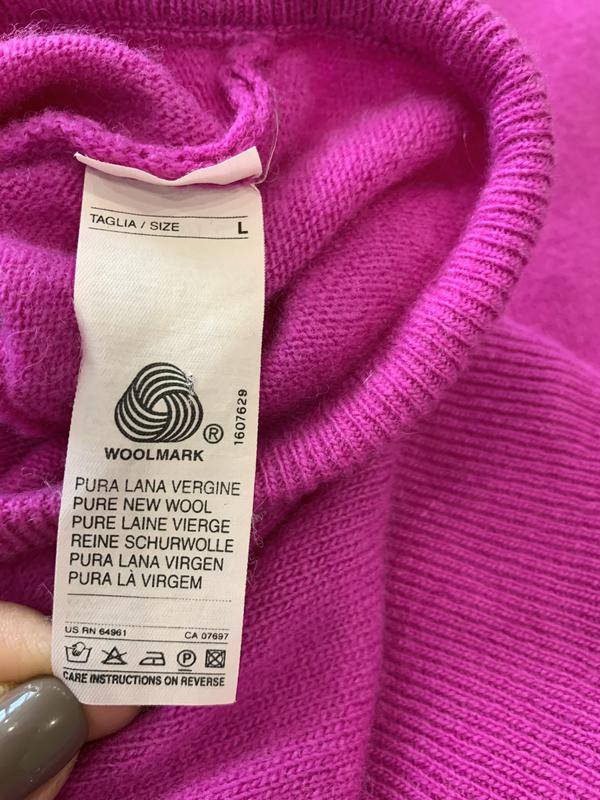 TAGLIA / SIZE L
®
1607629
WOOLMARK
PURA LANA VERGINE
PURE NEW WOOL
PURE LAINE VIERGE
REINE SCHURWOLLE
PURA LANA VIRGEN
PURA LÀ VIRGEM
US RN 64961 CA 07697
P
CARE INSTRUCTIONS ON REVERSE